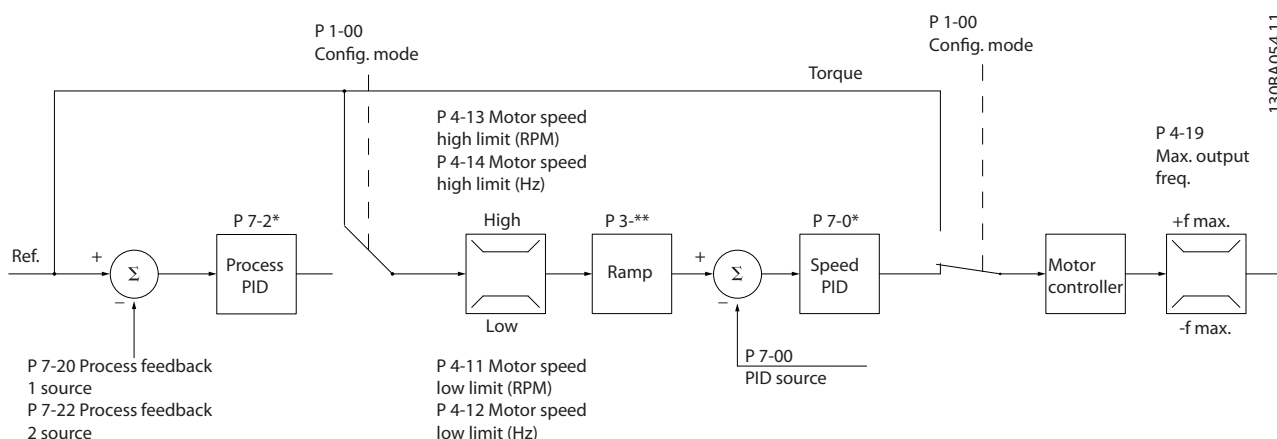 P 1-00
Config. mode
P 1-00
Config. mode
130BA054.11
Torque
P 4-13 Motor speed
high limit (RPM)
P 4-14 Motor speed
high limit (Hz)
P 4-19
Max. output
freq.
P 7-2*
High
P 3-**
P 7-0*
+f max.
Ref.
+
Σ
–
Process
PID
Ramp
+
Σ
–
Speed
PID
Motor
controller
Low
-f max.
P 7-20 Process feedback
1 source
P 7-22 Process feedback
2 source
P 4-11 Motor speed
low limit (RPM)
P 4-12 Motor speed
low limit (Hz)
P 7-00
PID source